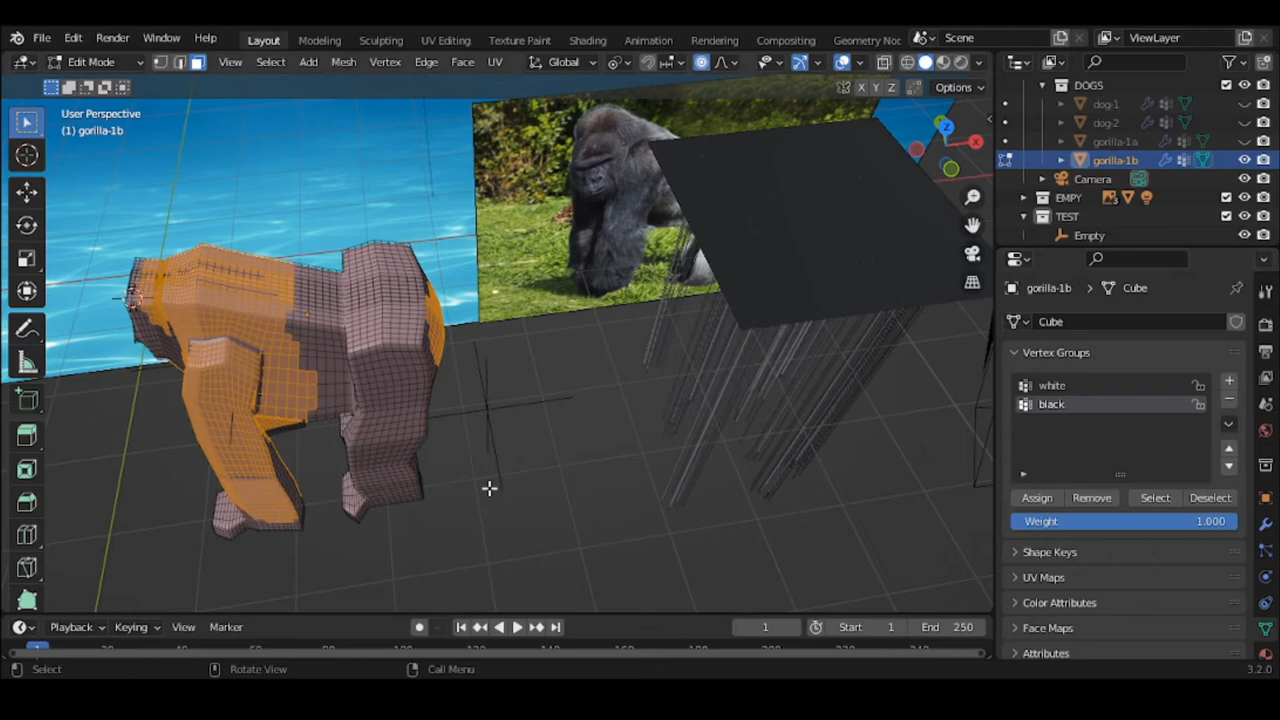 File Edit Render Window Help Layout Modeling Sculpting UV Editing Texture Paint Shading Animation Rendering Compositing Geometry Noc Scene ViewLayer
Edit Mode View Select Add Mesh Vertex Edge Face UV Global
X Y Z Options
User Perspective
(1) gorilla-1b
Z
X
DOGS
dog-1
dog-2
gorilla-1a
gorilla-1b
Camera
EMPY 3
TEST
Empty
gorilla-1b Cube
Cube
Vertex Groups
white
black
Assign Remove Select Deselect
Weight 1.000
Shape Keys
UV Maps
Color Attributes
Face Maps
Attributes
Playback Keying View Marker 1 Start 1 End 250
1
Select Rotate View Call Menu 3.2.0